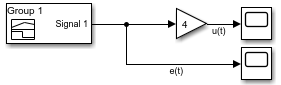 Group 1
Signal 1
4
u(t)
e(t)